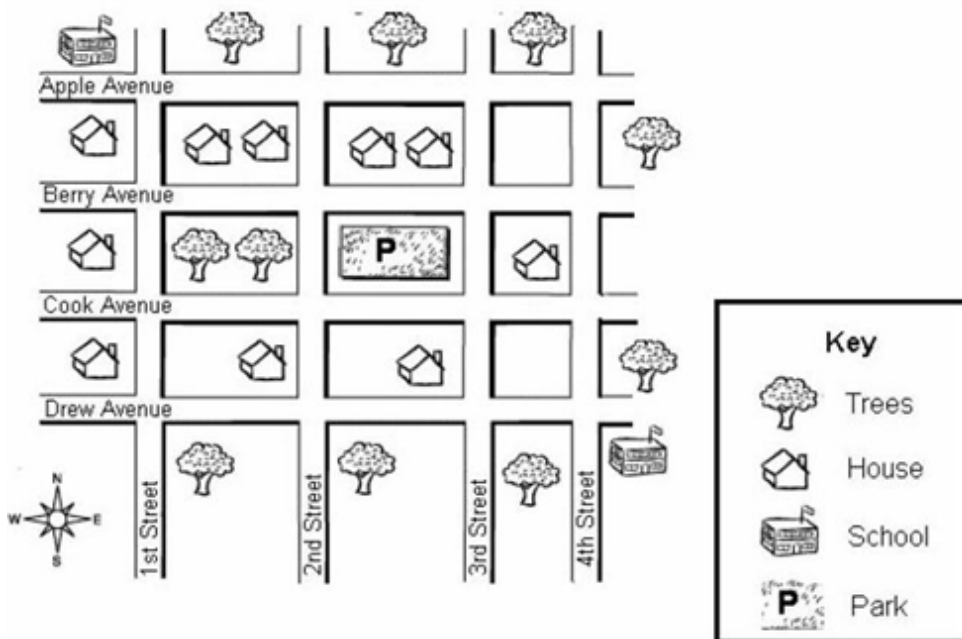 Apple Avenue
Berry Avenue
P
Cook Avenue
Drew Avenue
1st Street
2nd Street
3rd Street
4th Street
N
W E
S
Key
Trees
House
School
P Park